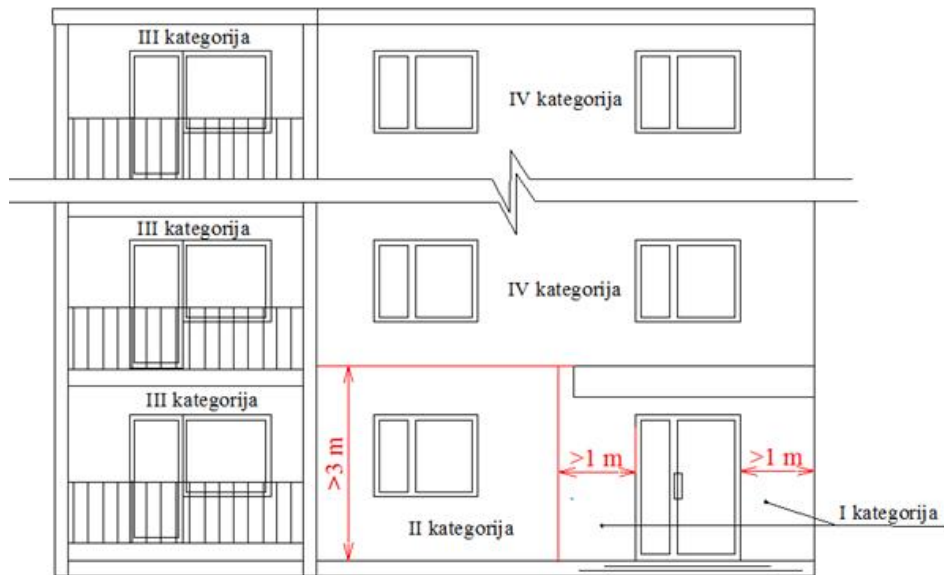 III kategorija
IV kategorija
III kategorija
IV kategorija
III kategorija
>3 m
>1 m
>1 m
II kategorija
I kategorija